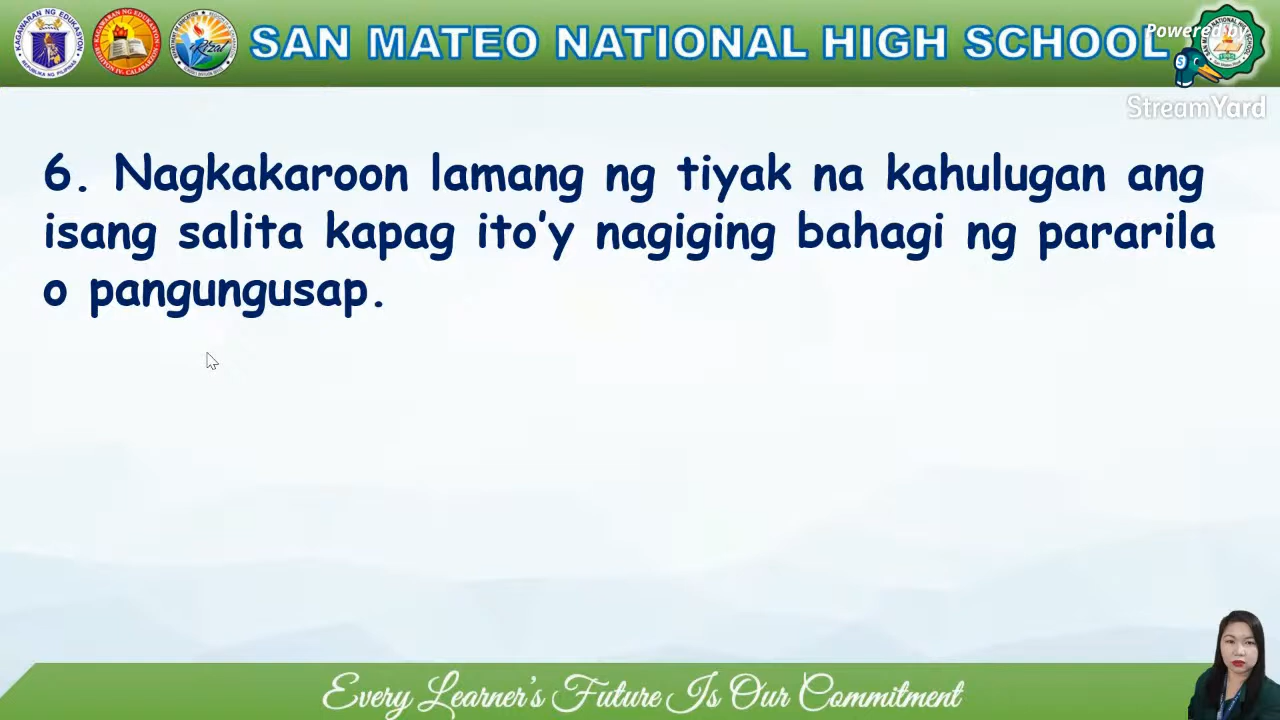 SAN MATEO NATIONAL HIGH SCHOOL
Powered by
StreamYard
6. Nagkakaroon lamang ng tiyak na kahulugan ang
isang salita kapag ito'y nagiging bahagi ng pararila
o pangungusap.
Every Learner's Future Is Our Commitment